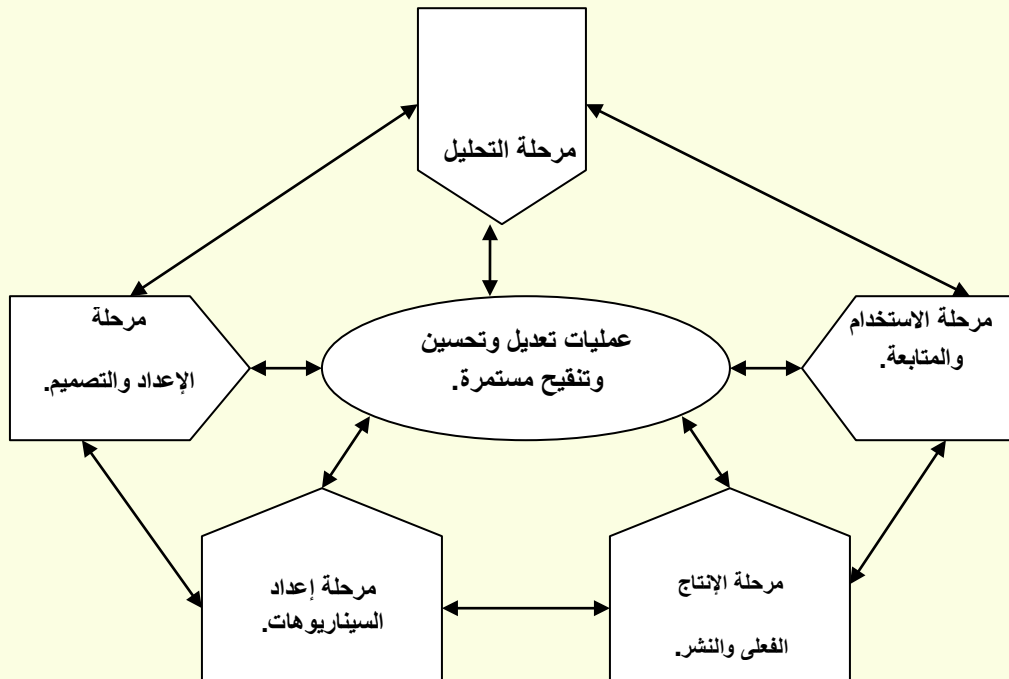 مرحلة التحليل
مرحلة الاستخدام
والمتابعة.
عمليات تعديل وتحسين
وتنقيح مستمرة.
مرحلة
الإعداد والتصميم.
مرحلة الإنتاج
الفعلى والنشر.
مرحلة إعداد
السيناريوهات.